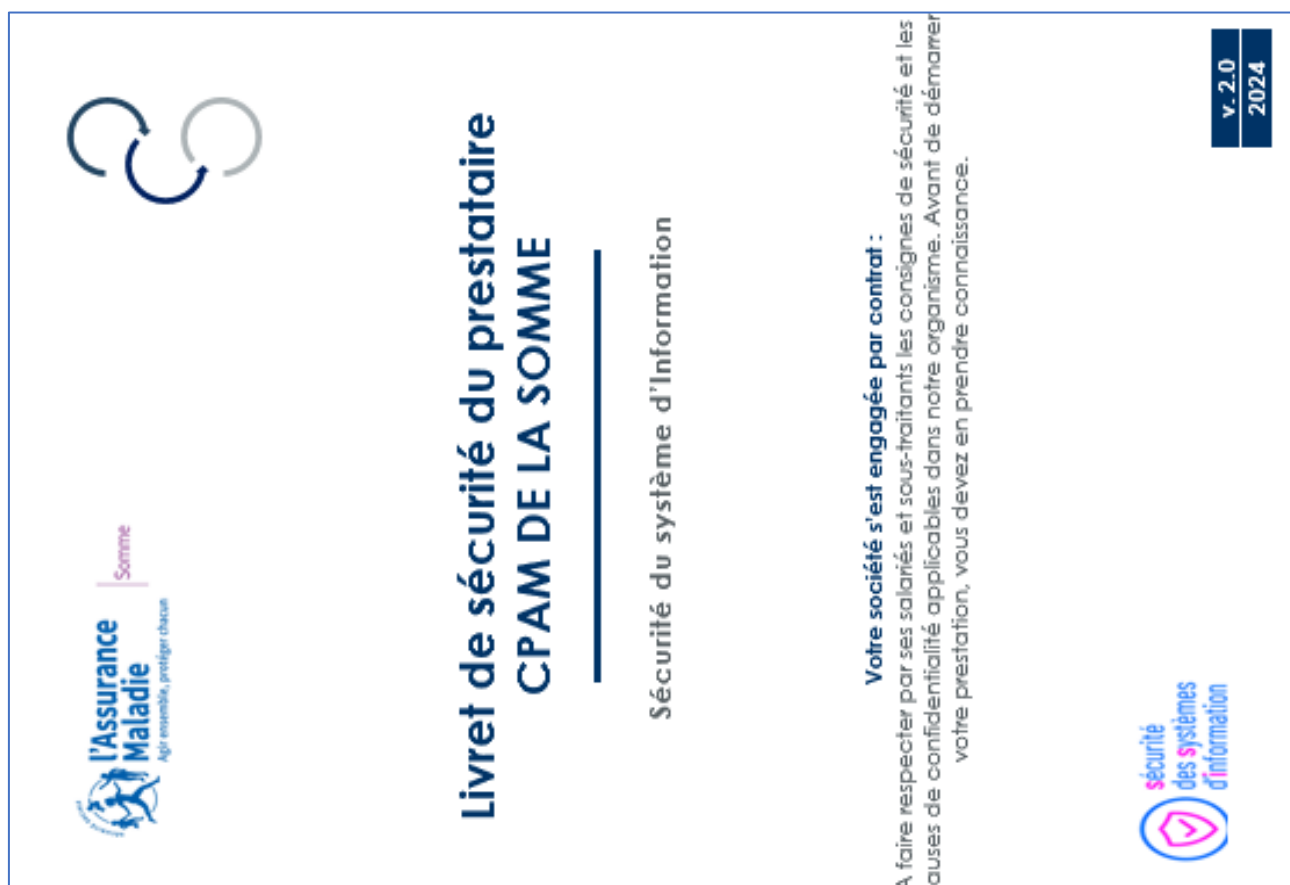 l'Assurance
Maladie
Agir ensemble, protéger chacun
Somme
Livret de sécurité du prestataire
CPAM DE LA SOMME
Sécurité du système d'Information
Votre société s'est engagée par contrat :
A faire respecter par ses salariés et sous-traitants les consignes de sécurité et les
auses de confidentialité applicables dans notre organisme. Avant de démarrer
votre prestation, vous devez en prendre connaissance.
sécurité
des systèmes
d'information
v. 2.0
2024